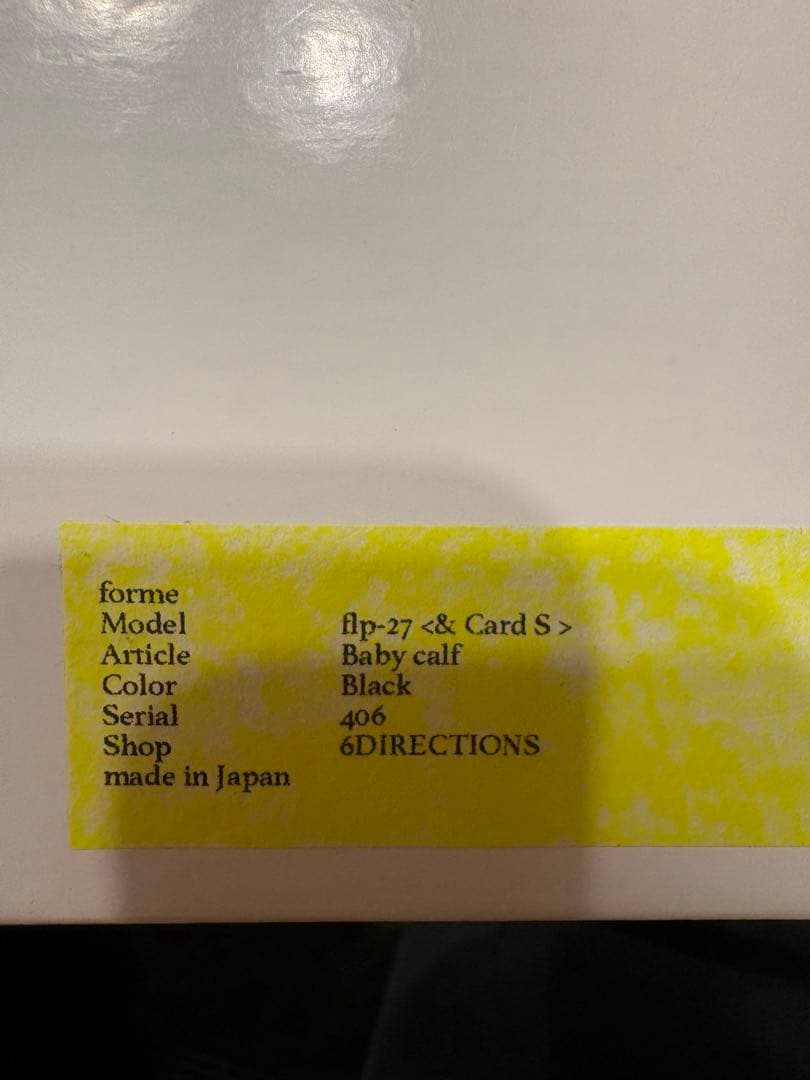 forme
Model flp-27 <& Card S >
Article Baby calf
Color Black
Serial 406
Shop 6DIRECTIONS
made in Japan